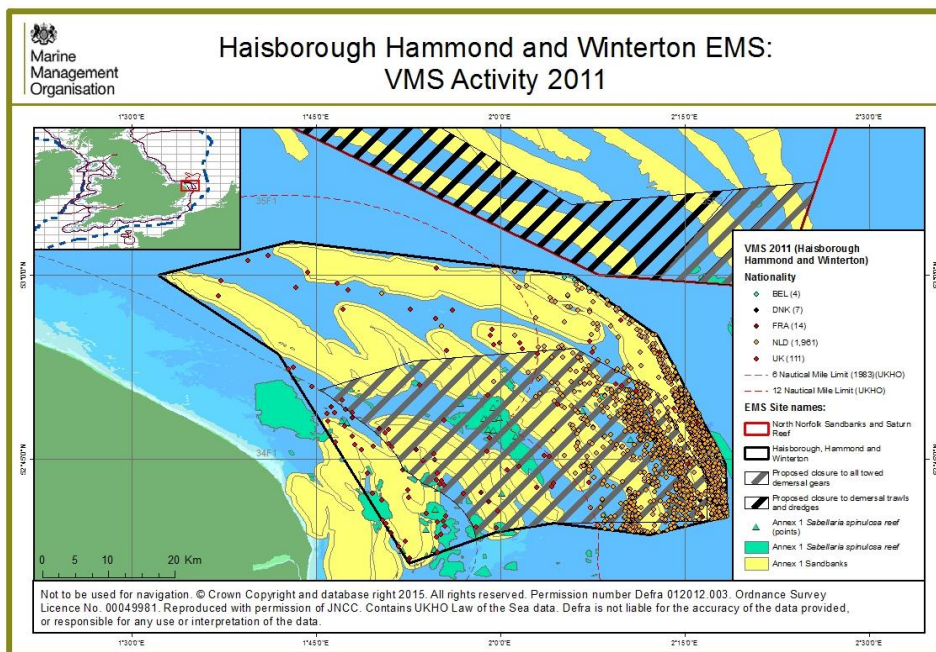 Marine
Management
Organisation
Haisborough Hammond and Winterton EMS:
VMS Activity 2011
1°30'0"E
1°45'0"E
2°0'0"E
2°15'0"E
2°30'0"E
35F1
53°0'0"N
53°0'0"N
VMS 2011 (Haisborough
Hammond and Winterton)
Nationality
BEL (4)
DNK (7)
FRA (14)
NLD (1,961)
UK (111)
6 Nautical Mile Limit (1983)(UKHO)
12 Nautical Mile Limit (UKHO)
EMS Site names:
North Norfolk Sandbanks and Saturn
Reef
Haisborough, Hammond and
Winterton
Proposed closure to all towed
demersal gears
Proposed closure to demersal trawls
and dredges
Annex 1 Sabellaria spinulosa reef
(points)
Annex 1 Sabellaria spinulosa reef
Annex 1 Sandbanks
34F1
52°45'0"N
52°45'0"N
0 5 10 20 Km
Not to be used for navigation. © Crown Copyright and database right 2015. All rights reserved. Permission number Defra 012012.003. Ordnance Survey
Licence No. 00049981. Reproduced with permission of JNCC. Contains UKHO Law of the Sea data. Defra is not liable for the accuracy of the data provided,
or responsible for any use or interpretation of the data.
1°30'0"E
1°45'0"E
2°0'0"E
2°15'0"E
2°30'0"E